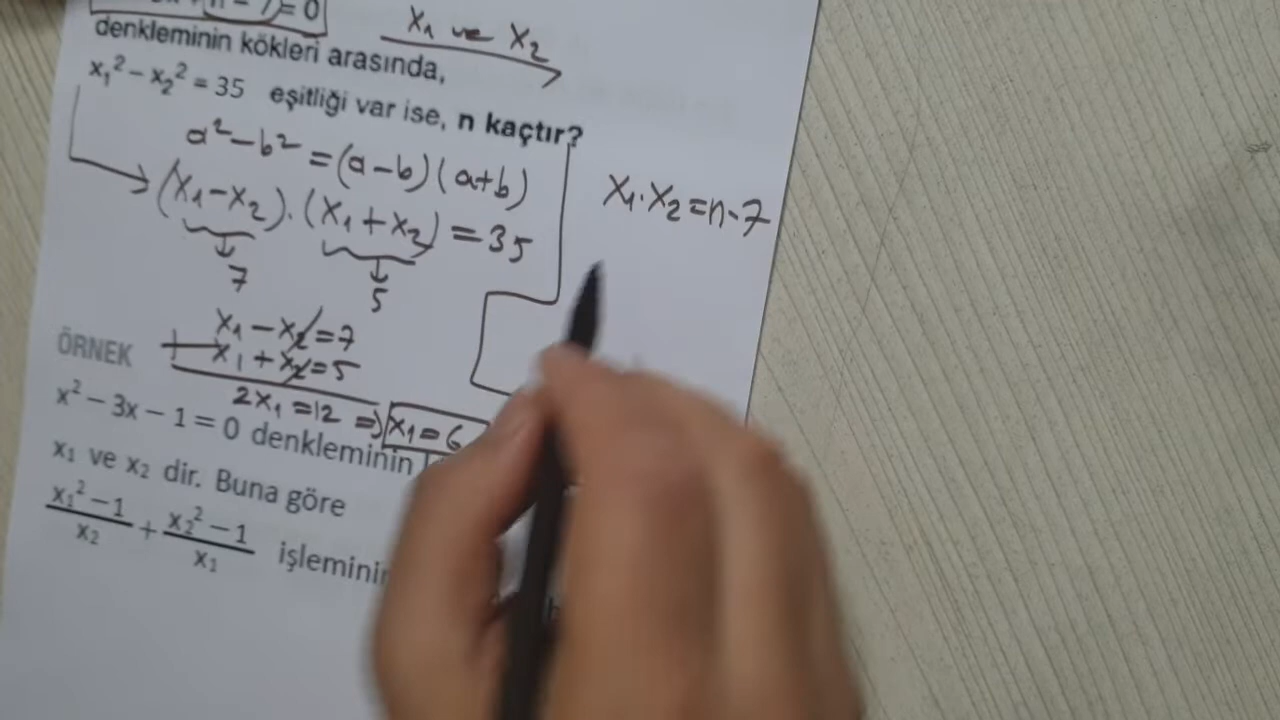 n - 7) = 0
x₁ ve x₂
denkleminin kökleri arasında,
x₁² – x₂² = 35 eşitliği var ise, n kaçtır?
a² – b² = (a – b)(a+b)
(x₁ – x₂).(x₁ + x₂) = 35
x₁.x₂ = n-7
7
5
x₁ – x₂ = 7
+ x₁ + x₂ = 5
2x₁ = 12 ⇒ x₁ = 6
ÖRNEK
x² – 3x – 1 = 0 denkleminin
x₁ ve x₂ dir. Buna göre
x₁² – 1 / x₂ + x₂² – 1 / x₁ işleminin